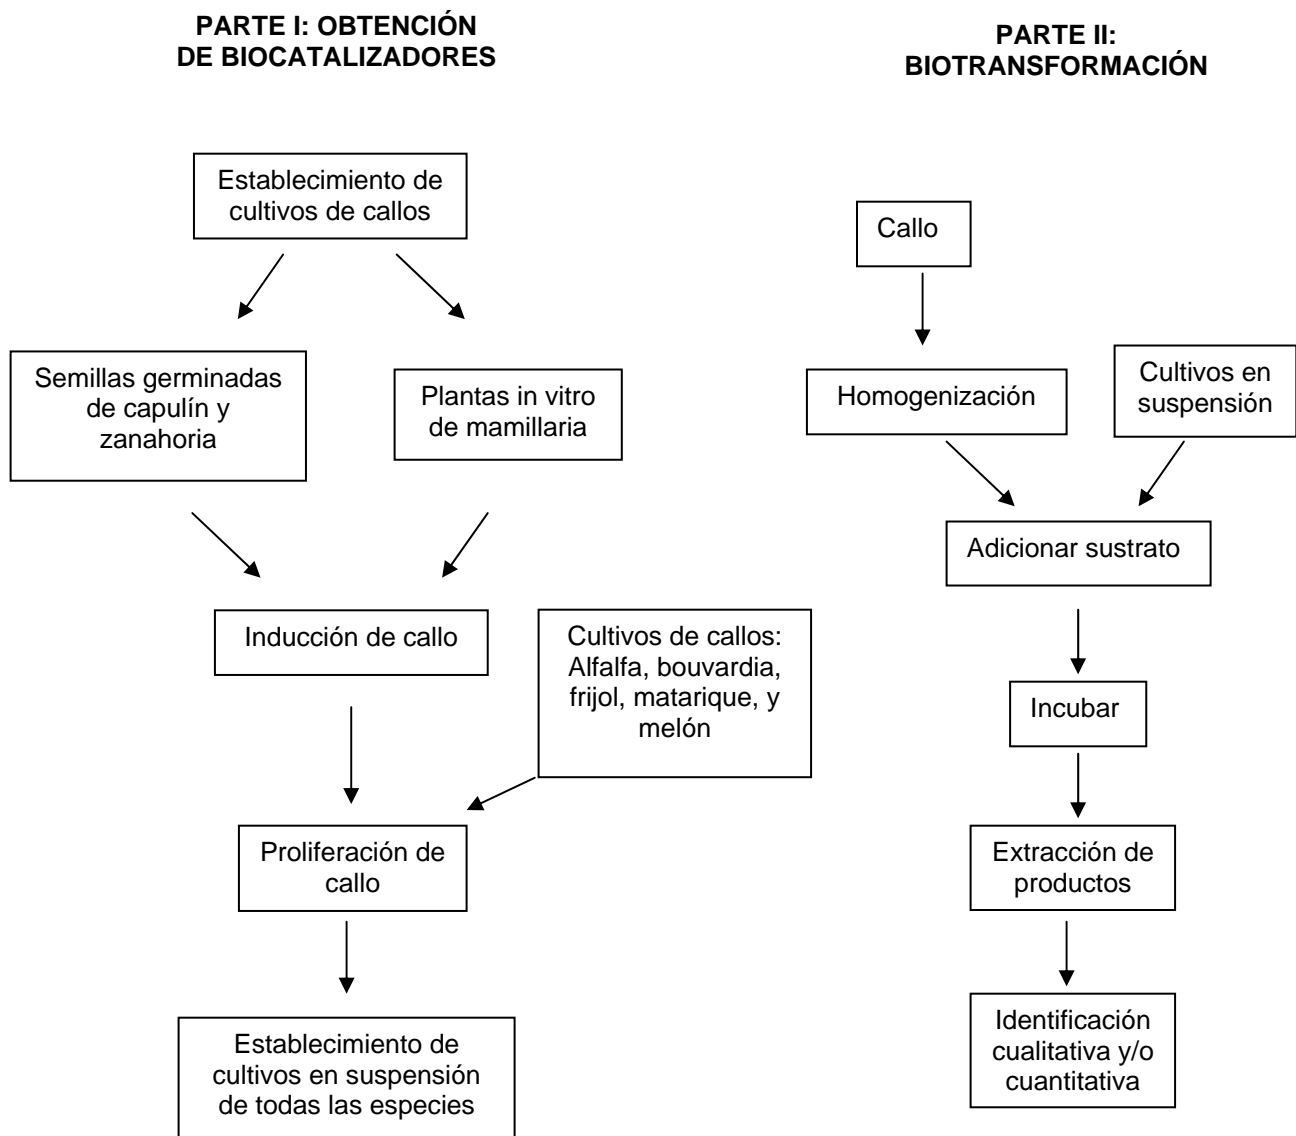 PARTE I: OBTENCIÓN
DE BIOCATALIZADORES
Establecimiento de
cultivos de callos
Semillas germinadas
de capulín y
zanahoria
Plantas in vitro
de mamillaria
Inducción de callo
Cultivos de callos:
Alfalfa, bouvardia,
frijol, matarique, y
melón
Proliferación de
callo
Establecimiento de
cultivos en suspensión
de todas las especies
PARTE II:
BIOTRANSFORMACIÓN
Callo
Homogenización
Cultivos en
suspensión
Adicionar sustrato
Incubar
Extracción de
productos
Identificación
cualitativa y/o
cuantitativa